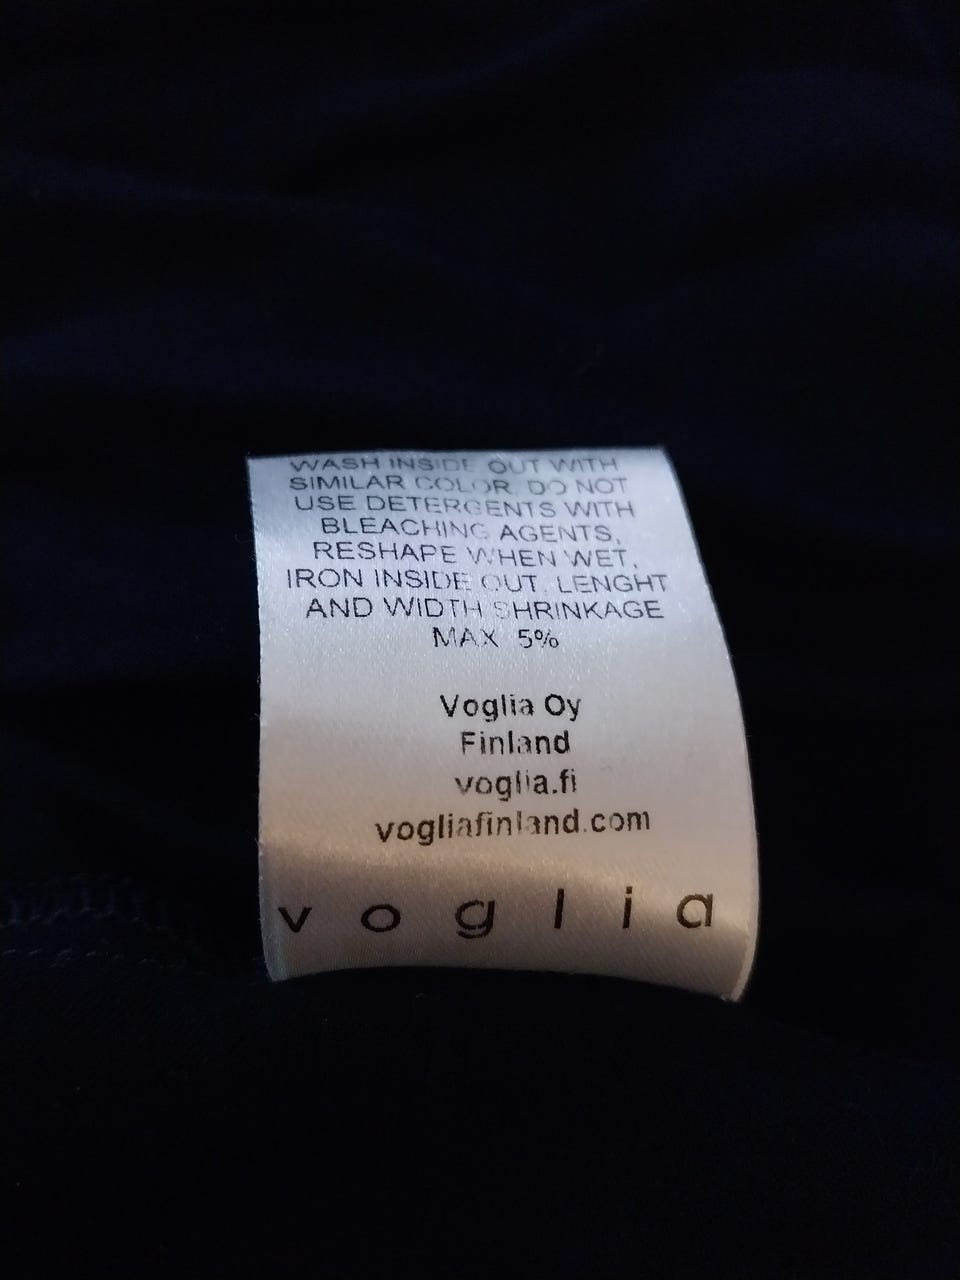 WASH INSIDE OUT WITH
SIMILAR COLOR. DO NOT
USE DETERGENTS WITH
BLEACHING AGENTS,
RESHAPE WHEN WET.
IRON INSIDE OUT. LENGHT
AND WIDTH SHRINKAGE
MAX 5%
Voglia Oy
Finland
voglia.fi
vogliafinland.com
voglia